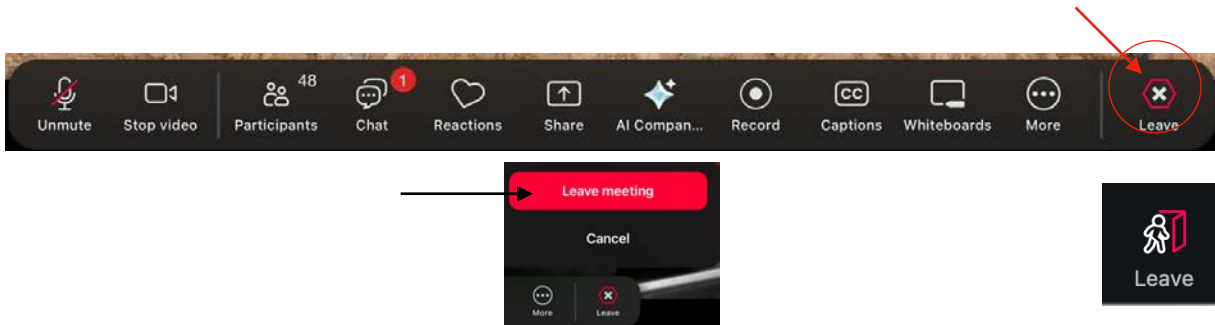 48
1
CC
Unmute Stop video Participants Chat Reactions Share AI Compan... Record Captions Whiteboards More Leave
Leave meeting
Cancel
More Leave
Leave